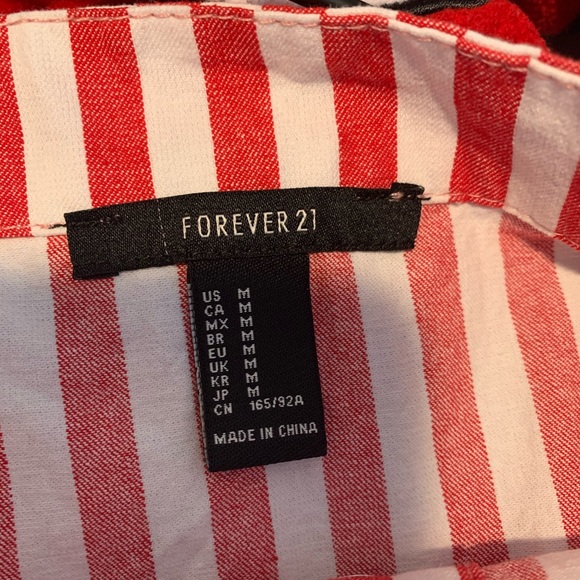 FOREVER 21
US M
CA M
MX M
BR M
EU M
UK M
KR M
JP M
CN 165/92A
MADE IN CHINA